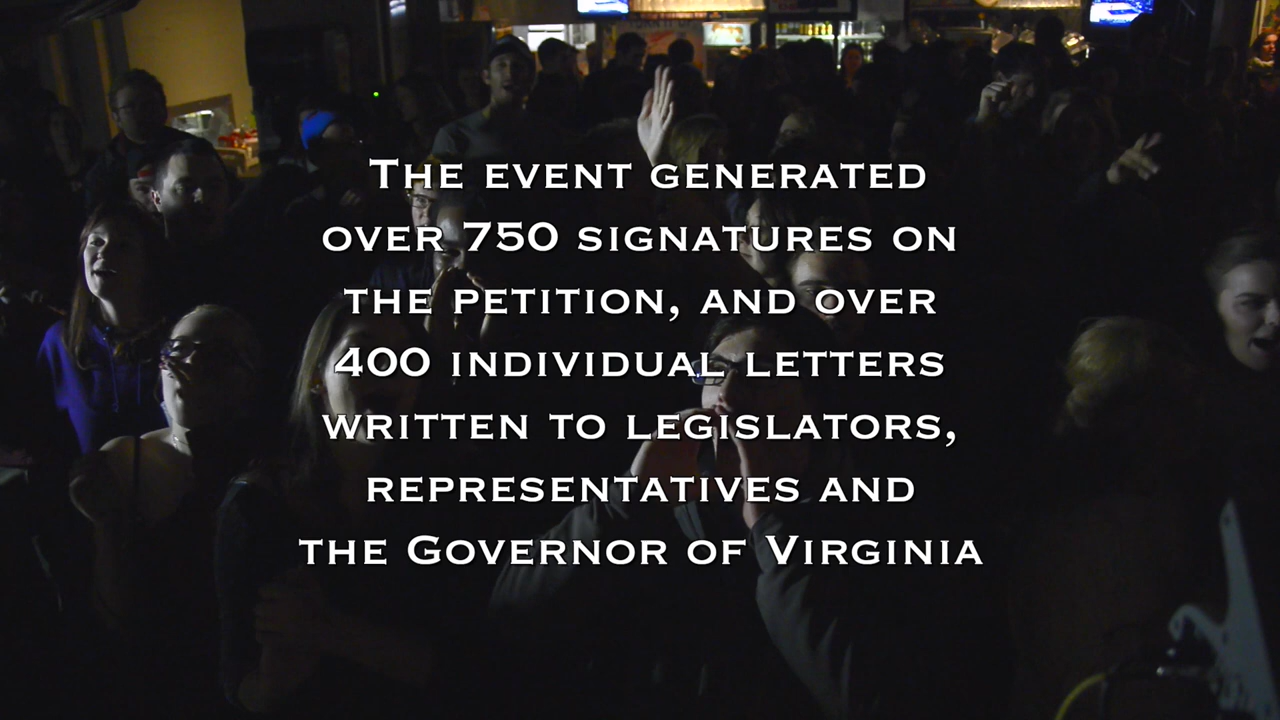 The event generated
over 750 signatures on
the petition, and over
400 individual letters
written to legislators,
representatives and
the Governor of Virginia